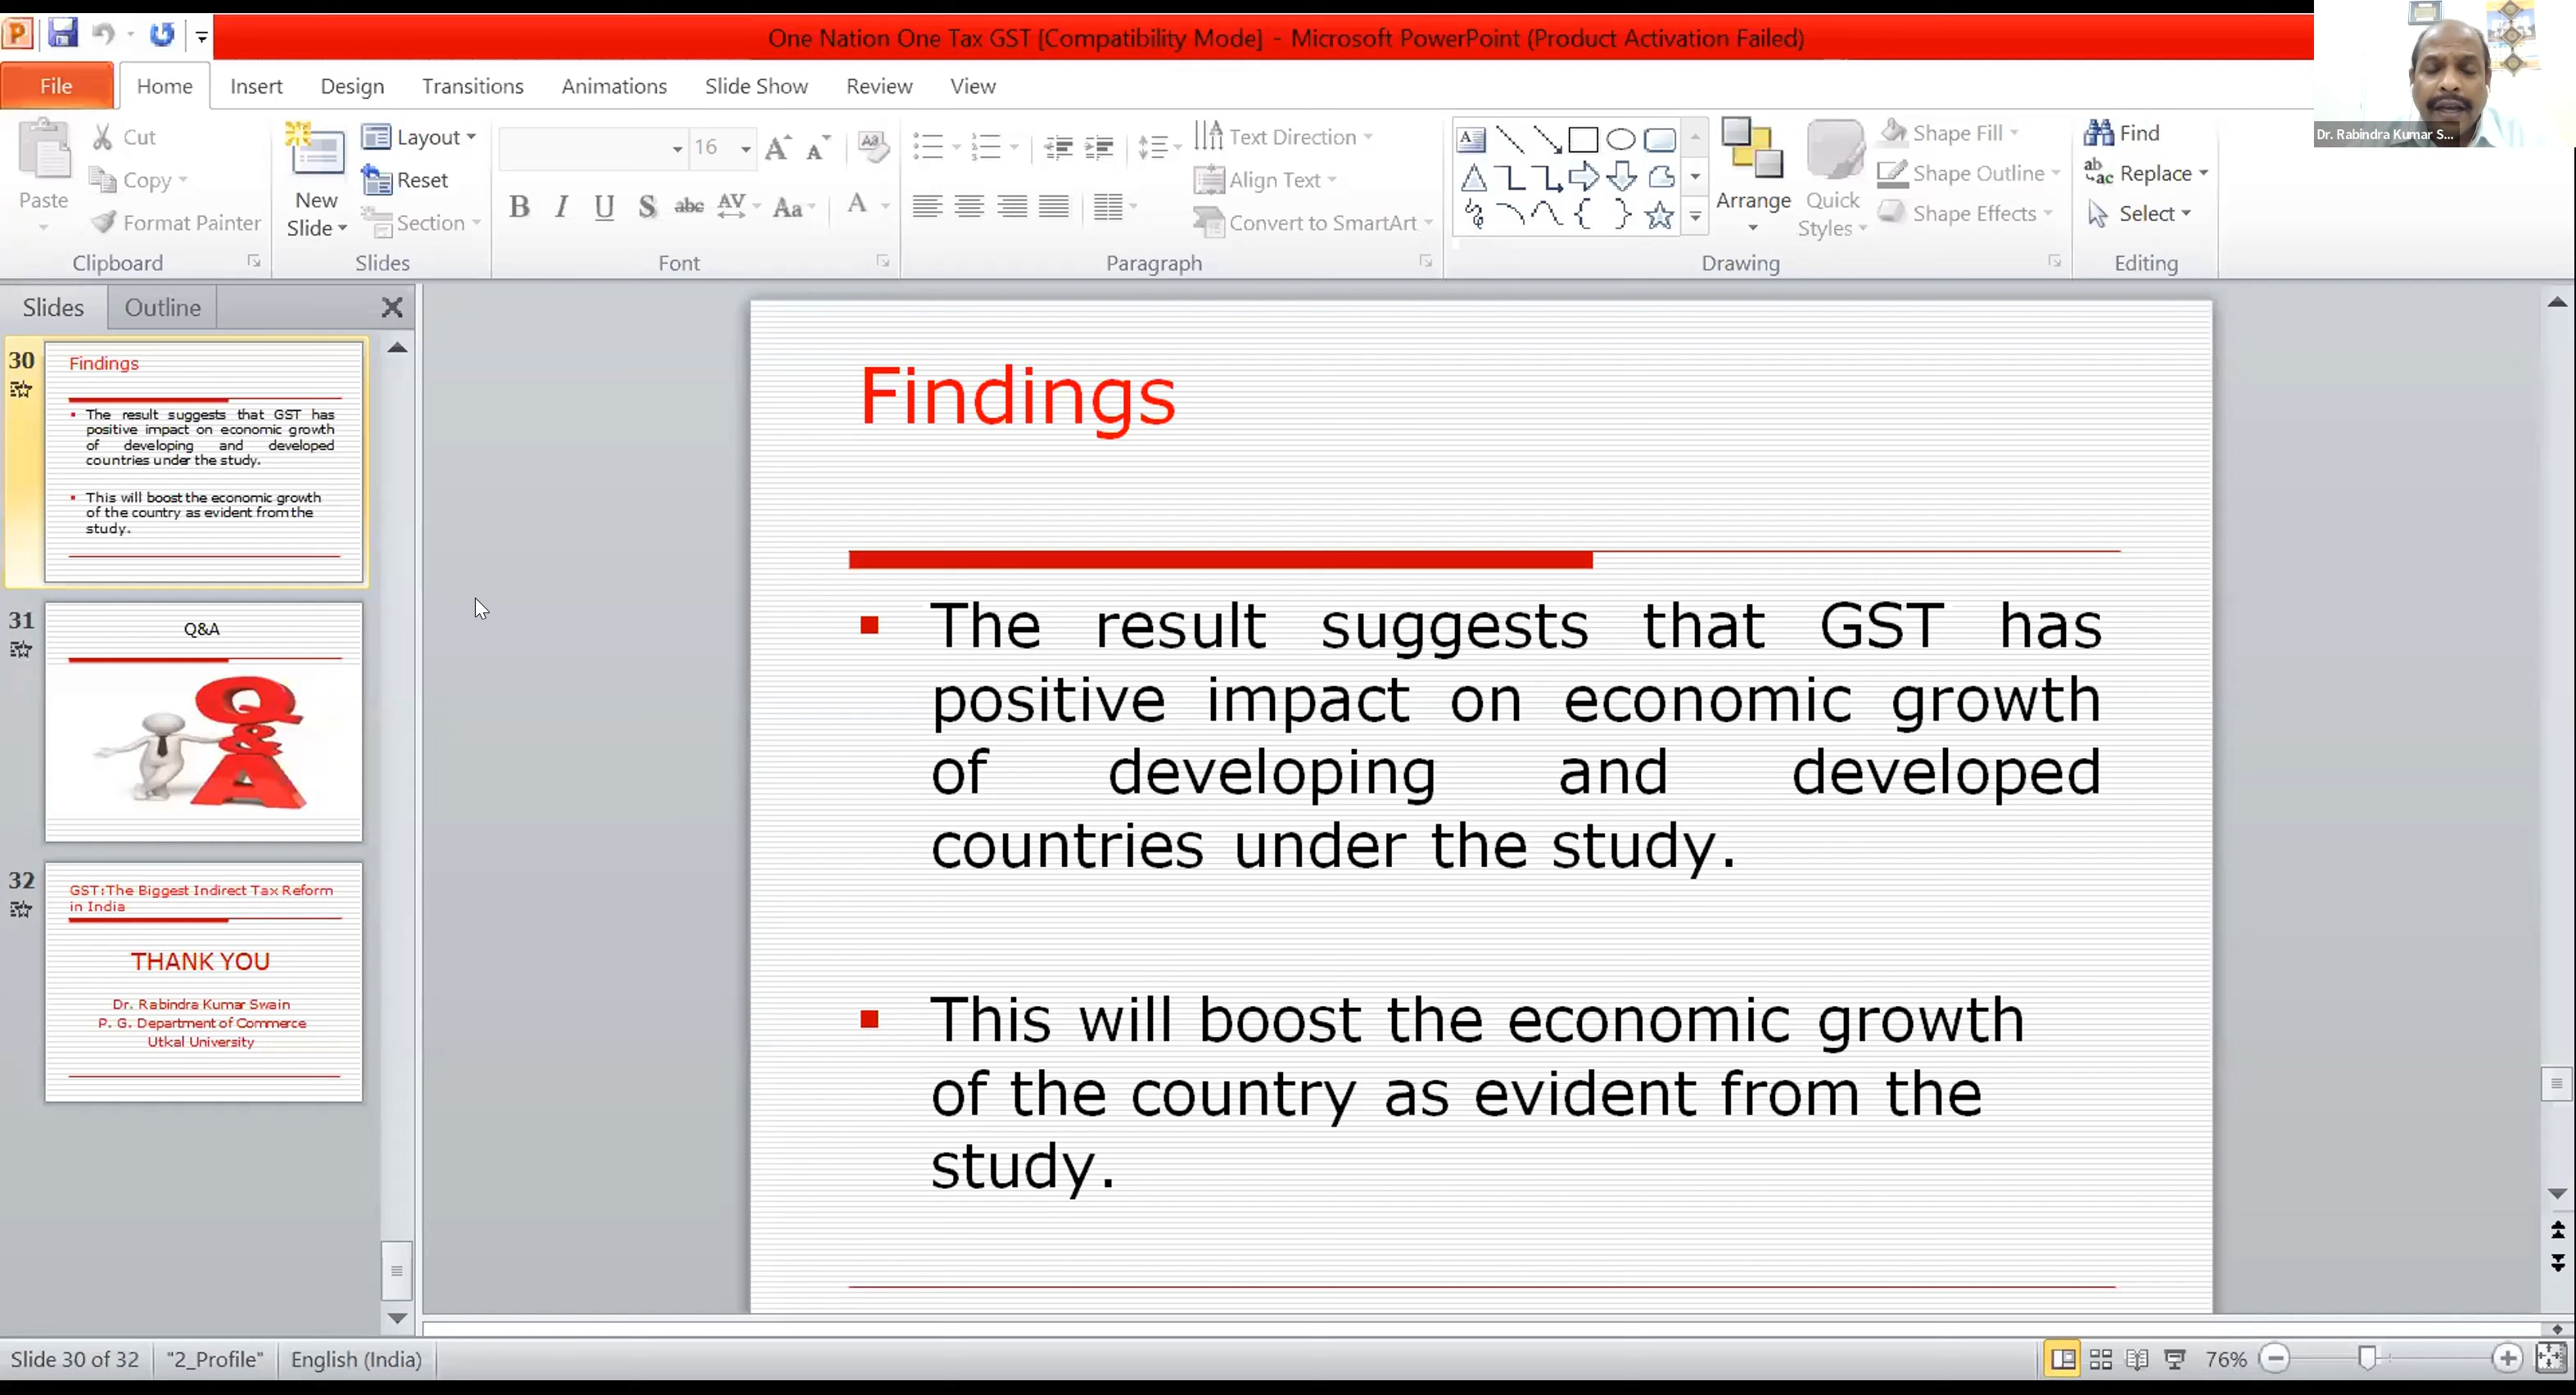 One Nation One Tax GST [Compatibility Mode] - Microsoft PowerPoint (Product Activation Failed)
File Home Insert Design Transitions Animations Slide Show Review View
Dr. Rabindra Kumar S...
Paste
Cut
Copy
Format Painter
Clipboard
New
Slide
Layout
Reset
Section
Slides
16
B I U S abc AV Aa A
Font
Text Direction
Align Text
Convert to SmartArt
Paragraph
Arrange
Quick
Styles
Shape Fill
Shape Outline
Shape Effects
Drawing
Find
Replace
Select
Editing
Slides Outline
30
Findings
The result suggests that GST has
positive impact on economic growth
of developing and developed
countries under the study.
This will boost the economic growth
of the country as evident from the
study.
31
Q&A
Q
&
A
32
GST:The Biggest Indirect Tax Reform
in India
THANK YOU
Dr. Rabindra Kumar Swain
P. G. Department of Commerce
Utkal University
Findings
The result suggests that GST has
positive impact on economic growth
of developing and developed
countries under the study.
This will boost the economic growth
of the country as evident from the
study.
Slide 30 of 32 "2_Profile" English (India) 76%